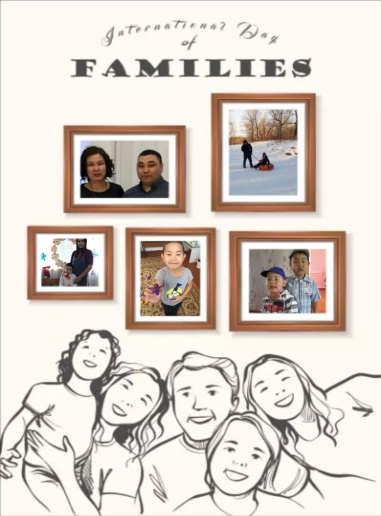 International Day
of
FAMILIES